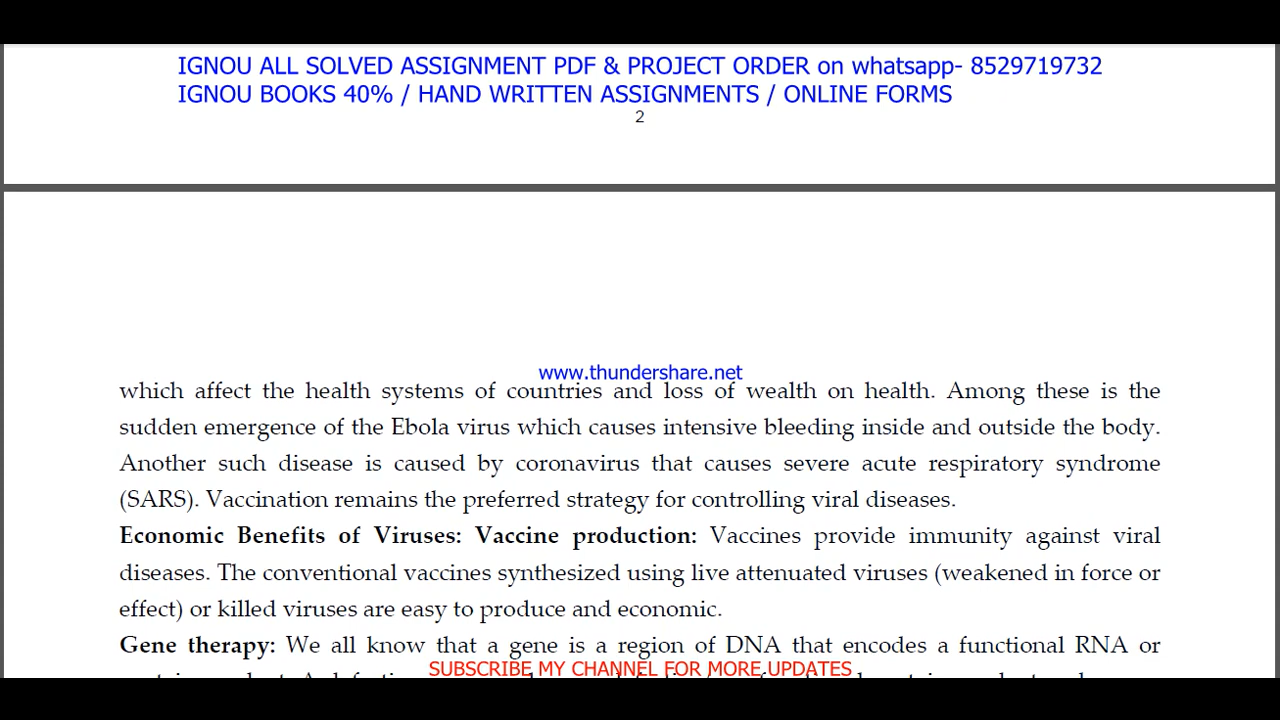 IGNOU ALL SOLVED ASSIGNMENT PDF & PROJECT ORDER on whatsapp- 8529719732
IGNOU BOOKS 40% / HAND WRITTEN ASSIGNMENTS / ONLINE FORMS
2
www.thundershare.net
which affect the health systems of countries and loss of wealth on health. Among these is the
sudden emergence of the Ebola virus which causes intensive bleeding inside and outside the body.
Another such disease is caused by coronavirus that causes severe acute respiratory syndrome
(SARS). Vaccination remains the preferred strategy for controlling viral diseases.
Economic Benefits of Viruses: Vaccine production: Vaccines provide immunity against viral
diseases. The conventional vaccines synthesized using live attenuated viruses (weakened in force or
effect) or killed viruses are easy to produce and economic.
Gene therapy: We all know that a gene is a region of DNA that encodes a functional RNA or
SUBSCRIBE MY CHANNEL FOR MORE UPDATES